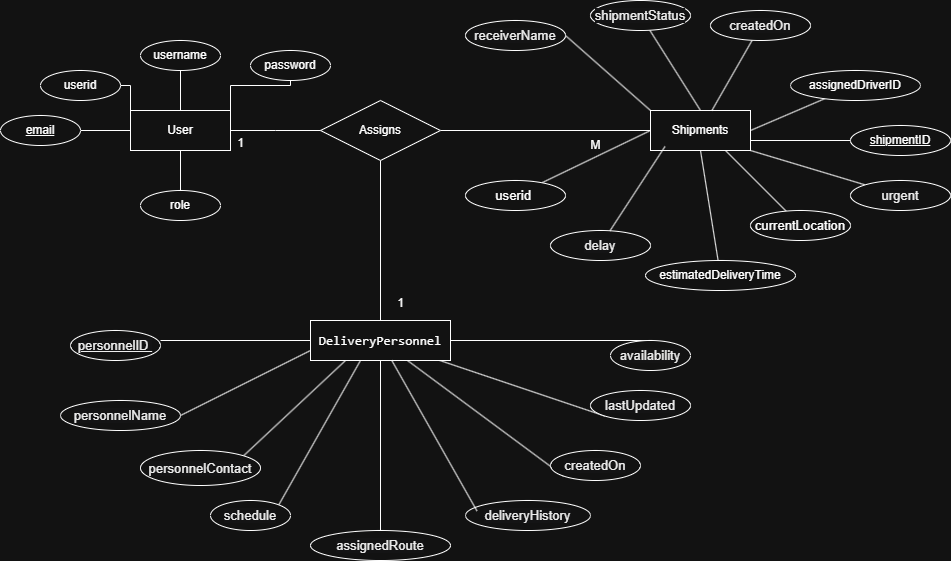 shipmentStatus
createdOn
receiverName
username
password
userid
assignedDriverID
email
User
Assigns
Shipments
shipmentID
1
M
userid
urgent
role
currentLocation
delay
estimatedDeliveryTime
1
DeliveryPersonnel
personnelID
availability
personnelName
lastUpdated
personnelContact
createdOn
schedule
deliveryHistory
assignedRoute